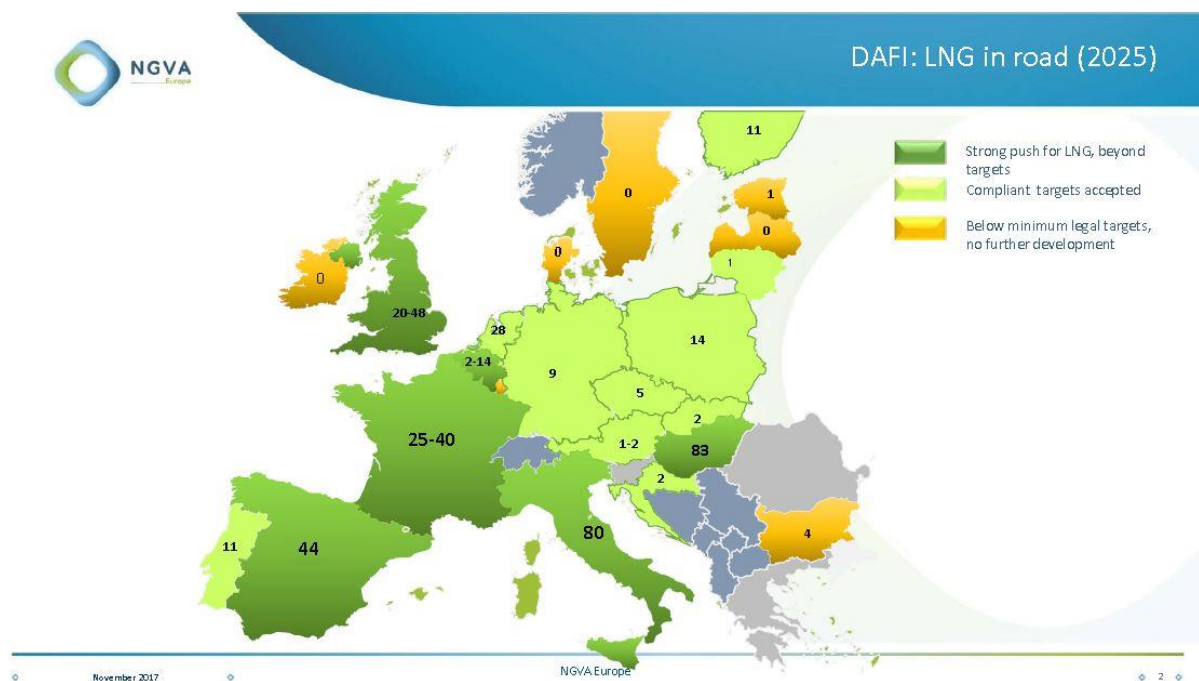 NGVA
Europe
DAFI: LNG in road (2025)
Strong push for LNG, beyond
targets
Compliant targets accepted
Below minimum legal targets,
no further development
11
0
1
0
0
1
0
20-48
28
14
2-14
9
5
2
1-2
83
25-40
2
80
4
11
44
November 2017
NGVA Europe
2